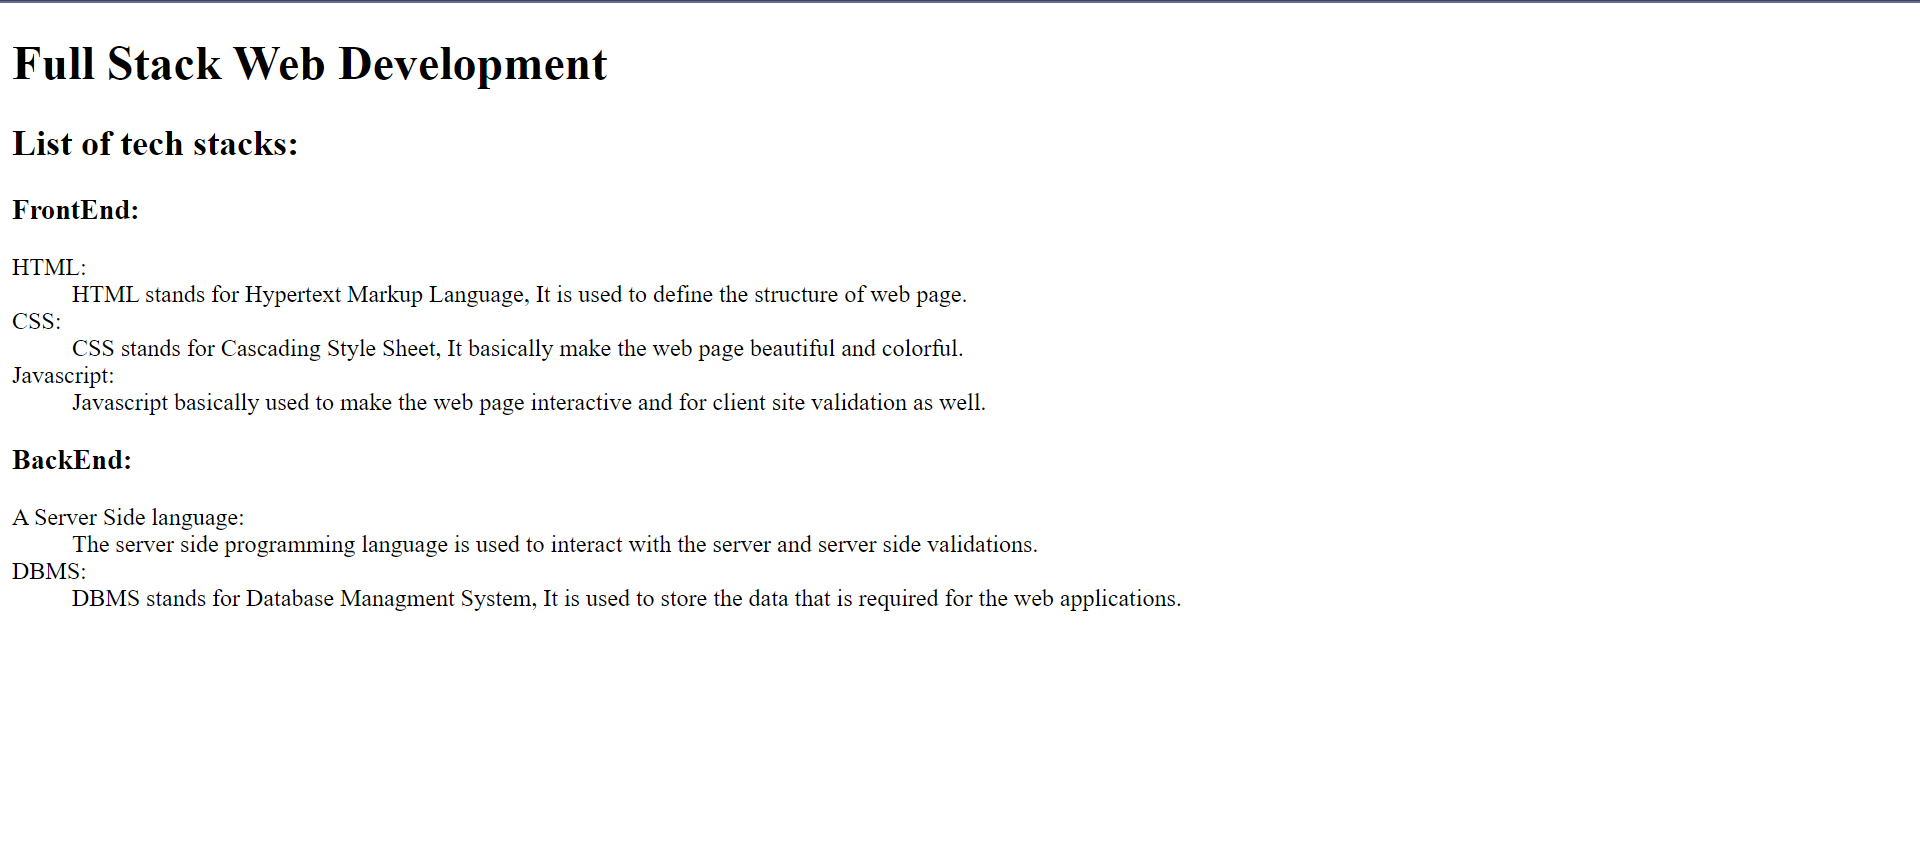 Full Stack Web Development
List of tech stacks:
FrontEnd:
HTML:
HTML stands for Hypertext Markup Language, It is used to define the structure of web page.
CSS:
CSS stands for Cascading Style Sheet, It basically make the web page beautiful and colorful.
Javascript:
Javascript basically used to make the web page interactive and for client site validation as well.
BackEnd:
A Server Side language:
The server side programming language is used to interact with the server and server side validations.
DBMS:
DBMS stands for Database Managment System, It is used to store the data that is required for the web applications.